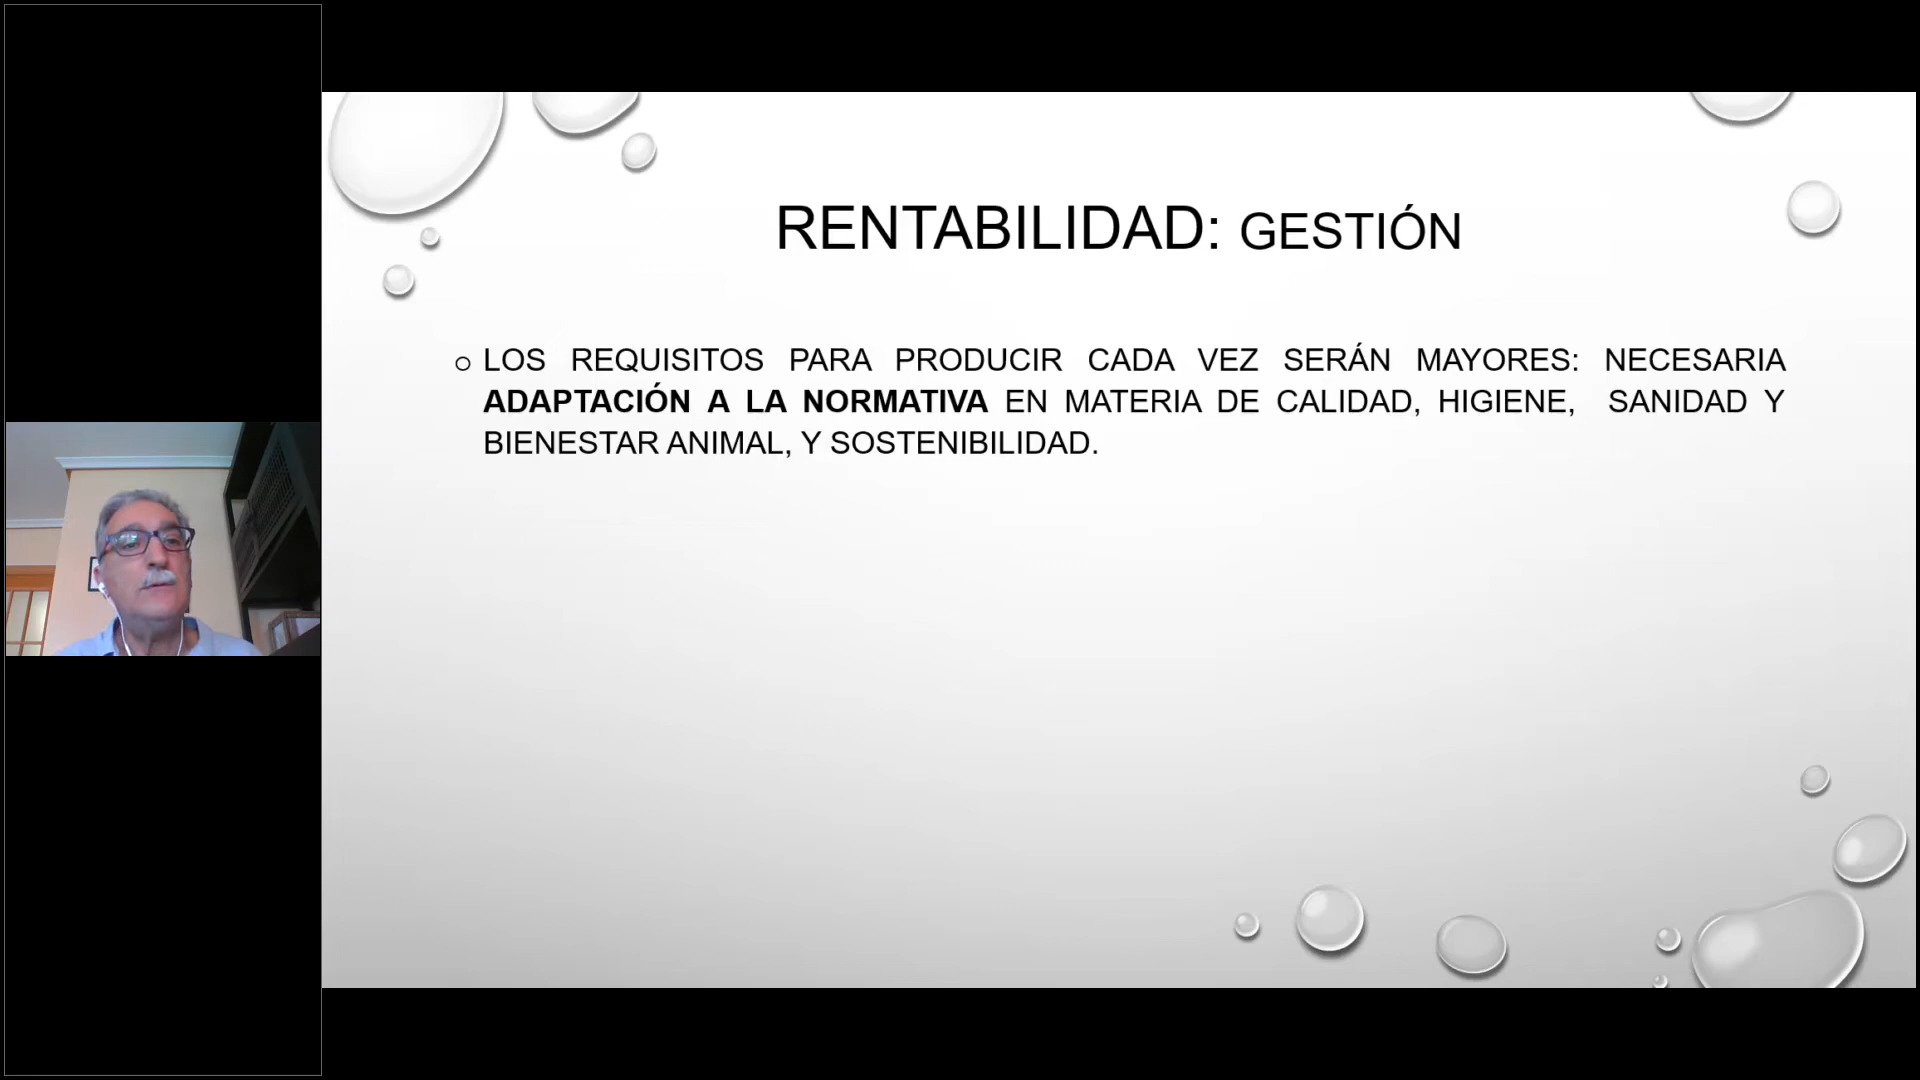 RENTABILIDAD: GESTIÓN
LOS REQUISITOS PARA PRODUCIR CADA VEZ SERÁN MAYORES: NECESARIA
ADAPTACIÓN A LA NORMATIVA EN MATERIA DE CALIDAD, HIGIENE, SANIDAD Y
BIENESTAR ANIMAL, Y SOSTENIBILIDAD.